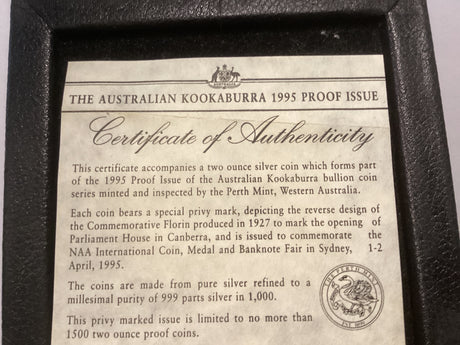 THE AUSTRALIAN KOOKABURRA 1995 PROOF ISSUE
Certificate of Authenticity
This certificate accompanies a two ounce silver coin which forms part
of the 1995 Proof Issue of the Australian Kookaburra bullion coin
series minted and inspected by the Perth Mint, Western Australia.
Each coin bears a special privy mark, depicting the reverse design of
the Commemorative Florin produced in 1927 to mark the opening of
Parliament House in Canberra, and is issued to commemorate the
NAA International Coin, Medal and Banknote Fair in Sydney, 1-2
April, 1995.
The coins are made from pure silver refined to a
millesimal purity of 999 parts silver in 1,000.
This privy marked issue is limited to no more than
1500 two ounce proof coins.
THE PERTH MINT